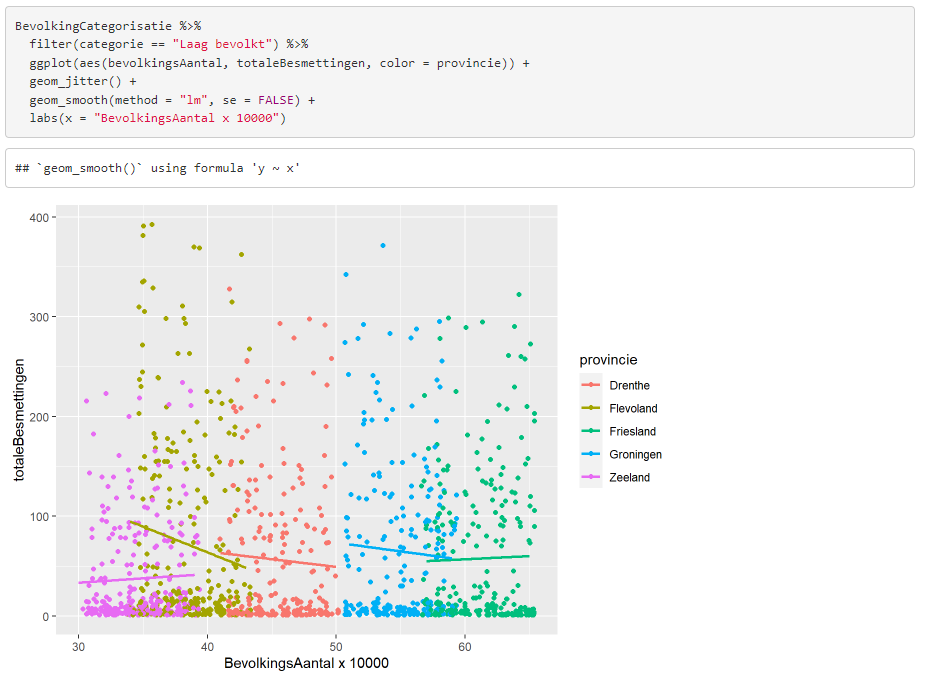 BevolkingCategorisatie %>%
filter(categorie == "Laag bevolkt") %>%
ggplot(aes(bevolkingsAantal, totaleBesmettingen, color = provincie)) +
geom_jitter() +
geom_smooth(method = "lm", se = FALSE) +
labs(x = "BevolkingsAantal x 10000")
## `geom_smooth()` using formula 'y ~ x'
400
300
200
100
0
totaleBesmettingen
30 40 50 60
BevolkingsAantal x 10000
provincie
Drenthe
Flevoland
Friesland
Groningen
Zeeland